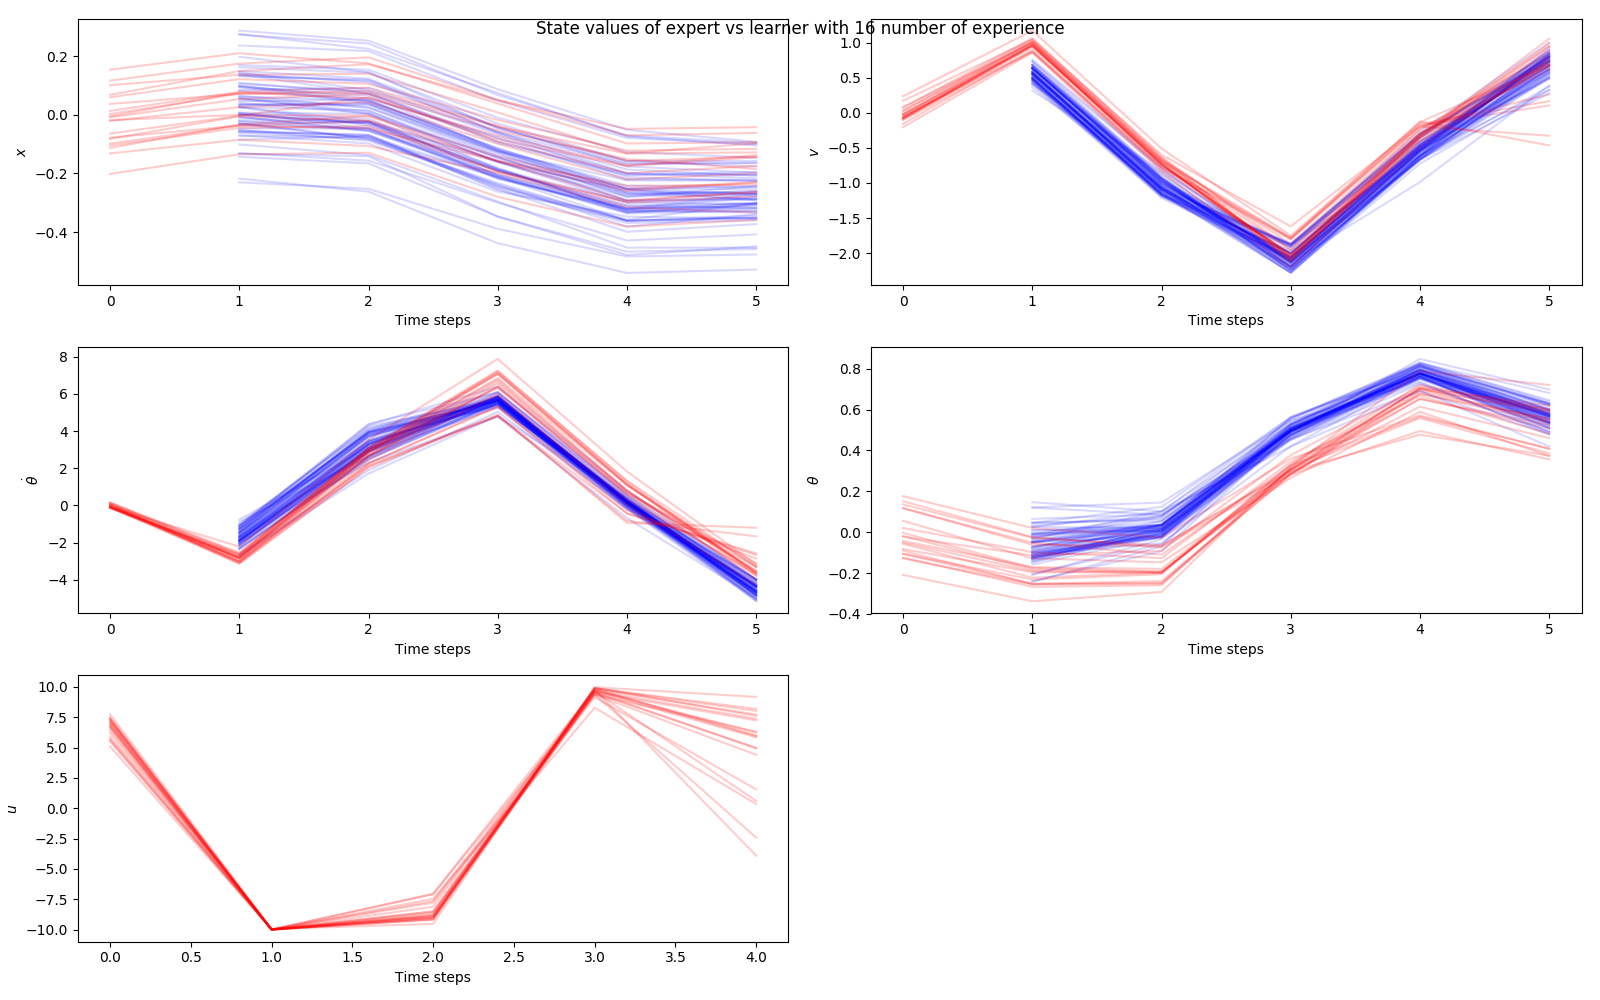 State values of expert vs learner with 16 number of experience
0.2
0.0
−0.2
−0.4
x
0 1 2 3 4 5
Time steps
1.0
0.5
0.0
−0.5
−1.0
−1.5
−2.0
v
0 1 2 3 4 5
Time steps
8
6
4
2
0
−2
−4
θ̇
0 1 2 3 4 5
Time steps
0.8
0.6
0.4
0.2
0.0
−0.2
−0.4
θ
0 1 2 3 4 5
Time steps
10.0
7.5
5.0
2.5
0.0
−2.5
−5.0
−7.5
−10.0
u
0.0 0.5 1.0 1.5 2.0 2.5 3.0 3.5 4.0
Time steps